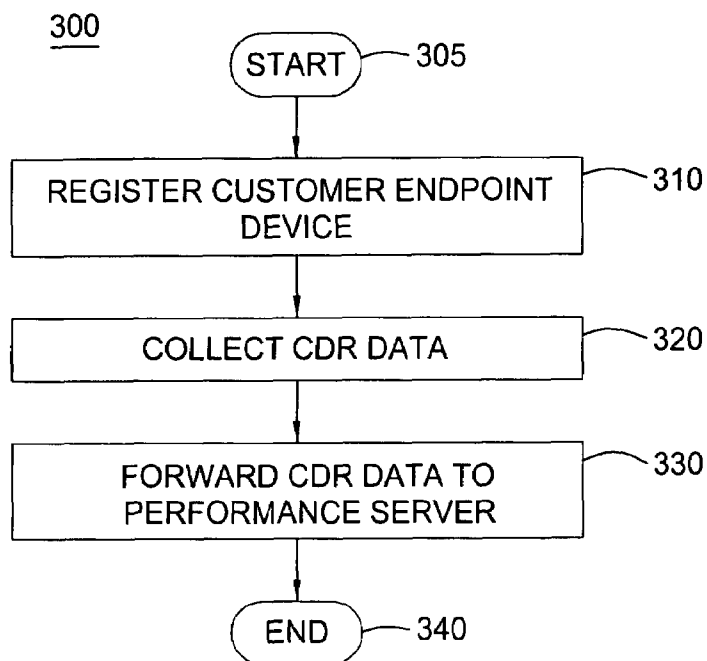 300
START 305
REGISTER CUSTOMER ENDPOINT 310
DEVICE
COLLECT CDR DATA 320
FORWARD CDR DATA TO 330
PERFORMANCE SERVER
END 340